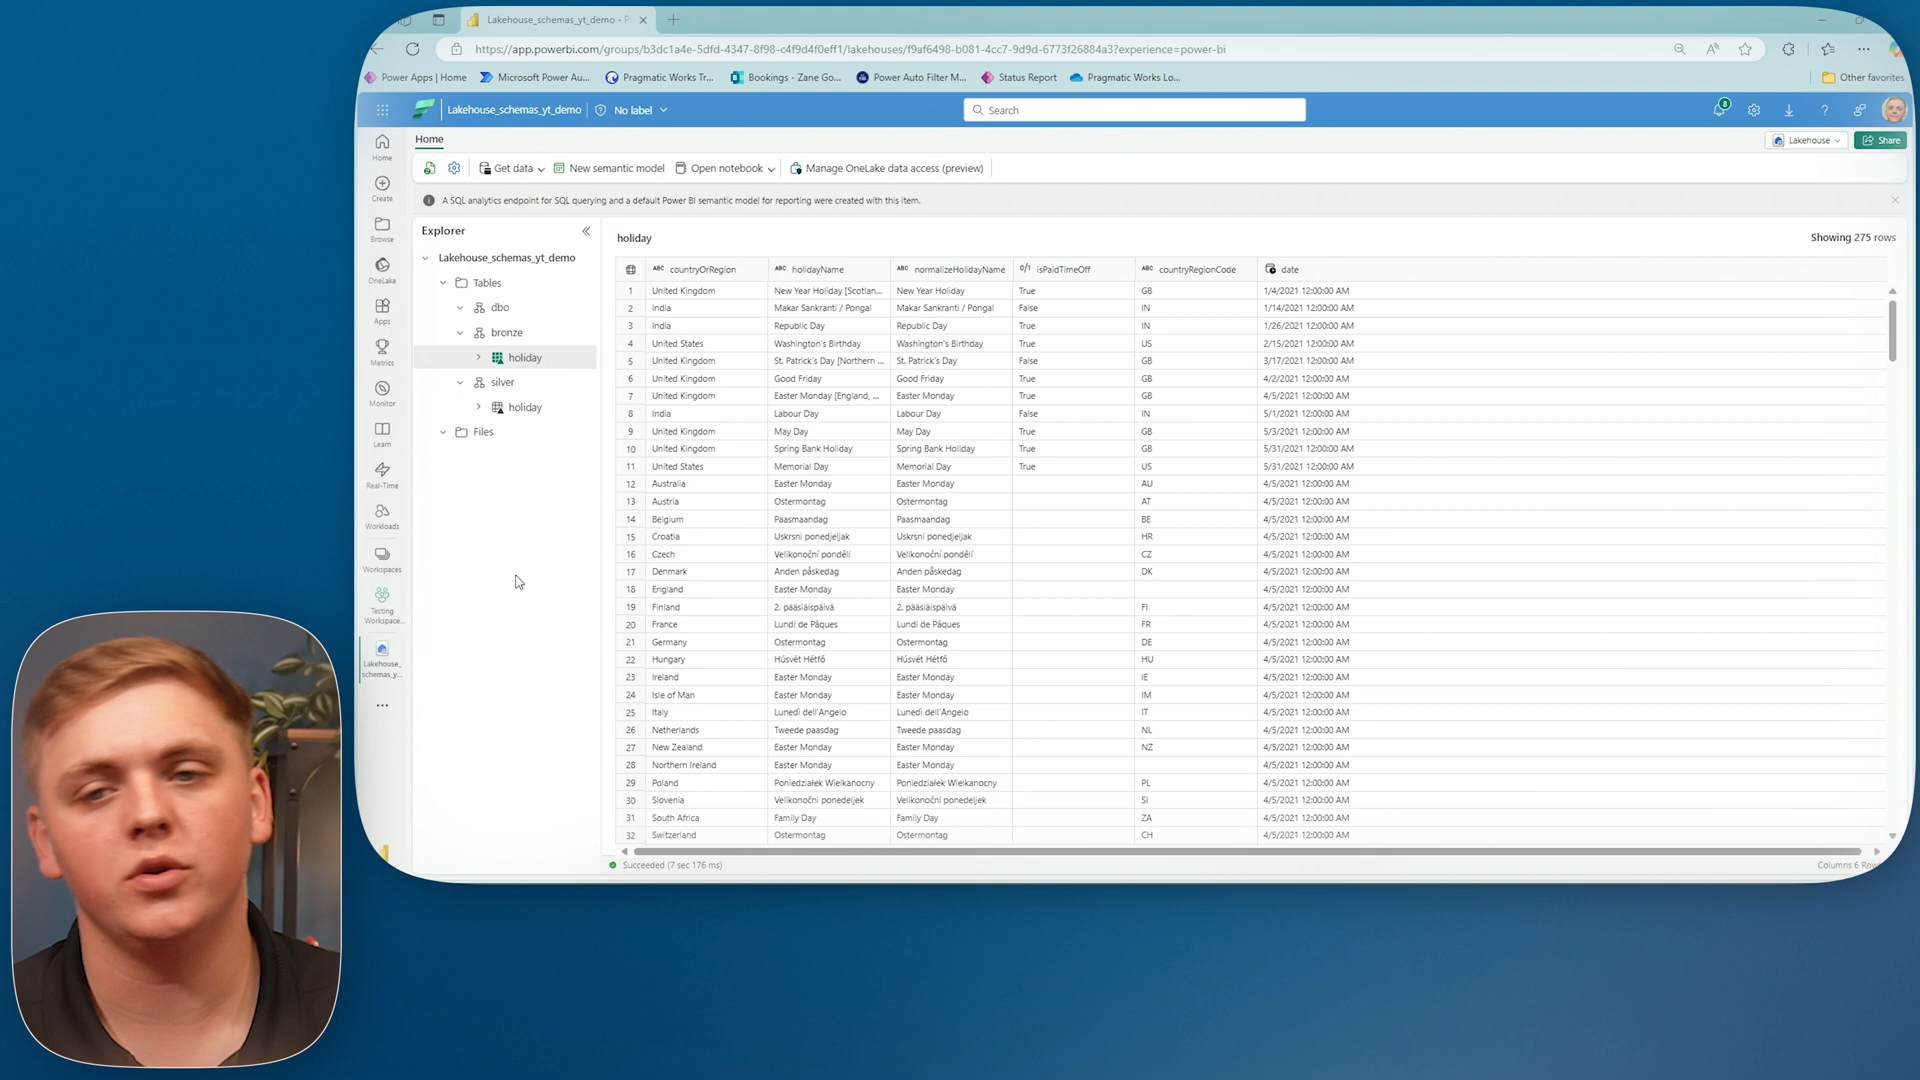 Lakehouse_schemas_yt_demo - P
https://app.powerbi.com/groups/b3dc1a4e-5dfd-4347-8f98-c4f9d4f0eff1/lakehouses/f9af6498-b081-4cc7-9d9d-6773f26884a3?experience=power-bi
Power Apps | Home Microsoft Power Au... Pragmatic Works Tr... Bookings - Zane Go... Power Auto Filter M... Status Report Pragmatic Works Lo... Other favorites
Lakehouse_schemas_yt_demo No label Search 8
Home
Lakehouse Share
Get data New semantic model Open notebook Manage OneLake data access (preview)
A SQL analytics endpoint for SQL querying and a default Power BI semantic model for reporting were created with this item.
Home
Create
Browse
OneLake
Apps
Metrics
Monitor
Learn
Real-Time
Workloads
Workspaces
Testing
Workspace...
Lakehouse_
schemas_y...
Explorer
Lakehouse_schemas_yt_demo
Tables
dbo
bronze
holiday
silver
holiday
Files
holiday Showing 275 rows
ABC countryOrRegion ABC holidayName ABC normalizeHolidayName 0/1 isPaidTimeOff ABC countryRegionCode date
1 United Kingdom New Year Holiday [Scotlan... New Year Holiday True GB 1/4/2021 12:00:00 AM
2 India Makar Sankranti / Pongal Makar Sankranti / Pongal False IN 1/14/2021 12:00:00 AM
3 India Republic Day Republic Day True IN 1/26/2021 12:00:00 AM
4 United States Washington's Birthday Washington's Birthday True US 2/15/2021 12:00:00 AM
5 United Kingdom St. Patrick's Day [Northern ... St. Patrick's Day False GB 3/17/2021 12:00:00 AM
6 United Kingdom Good Friday Good Friday True GB 4/2/2021 12:00:00 AM
7 United Kingdom Easter Monday [England, ... Easter Monday True GB 4/5/2021 12:00:00 AM
8 India Labour Day Labour Day False IN 5/1/2021 12:00:00 AM
9 United Kingdom May Day May Day True GB 5/3/2021 12:00:00 AM
10 United Kingdom Spring Bank Holiday Spring Bank Holiday True GB 5/31/2021 12:00:00 AM
11 United States Memorial Day Memorial Day True US 5/31/2021 12:00:00 AM
12 Australia Easter Monday Easter Monday AU 4/5/2021 12:00:00 AM
13 Austria Ostermontag Ostermontag AT 4/5/2021 12:00:00 AM
14 Belgium Paasmaandag Paasmaandag BE 4/5/2021 12:00:00 AM
15 Croatia Uskrsni ponedjeljak Uskrsni ponedjeljak HR 4/5/2021 12:00:00 AM
16 Czech Velikonoční pondělí Velikonoční pondělí CZ 4/5/2021 12:00:00 AM
17 Denmark Anden påskedag Anden påskedag DK 4/5/2021 12:00:00 AM
18 England Easter Monday Easter Monday 4/5/2021 12:00:00 AM
19 Finland 2. pääsiäispäivä 2. pääsiäispäivä FI 4/5/2021 12:00:00 AM
20 France Lundi de Pâques Lundi de Pâques FR 4/5/2021 12:00:00 AM
21 Germany Ostermontag Ostermontag DE 4/5/2021 12:00:00 AM
22 Hungary Húsvét Hétfő Húsvét Hétfő HU 4/5/2021 12:00:00 AM
23 Ireland Easter Monday Easter Monday IE 4/5/2021 12:00:00 AM
24 Isle of Man Easter Monday Easter Monday IM 4/5/2021 12:00:00 AM
25 Italy Lunedì dell'Angelo Lunedì dell'Angelo IT 4/5/2021 12:00:00 AM
26 Netherlands Tweede paasdag Tweede paasdag NL 4/5/2021 12:00:00 AM
27 New Zealand Easter Monday Easter Monday NZ 4/5/2021 12:00:00 AM
28 Northern Ireland Easter Monday Easter Monday 4/5/2021 12:00:00 AM
29 Poland Poniedziałek Wielkanocny Poniedziałek Wielkanocny PL 4/5/2021 12:00:00 AM
30 Slovenia Velikonočni ponedeljek Velikonočni ponedeljek SI 4/5/2021 12:00:00 AM
31 South Africa Family Day Family Day ZA 4/5/2021 12:00:00 AM
32 Switzerland Ostermontag Ostermontag CH 4/5/2021 12:00:00 AM
Succeeded (7 sec 176 ms) Columns 6 Row